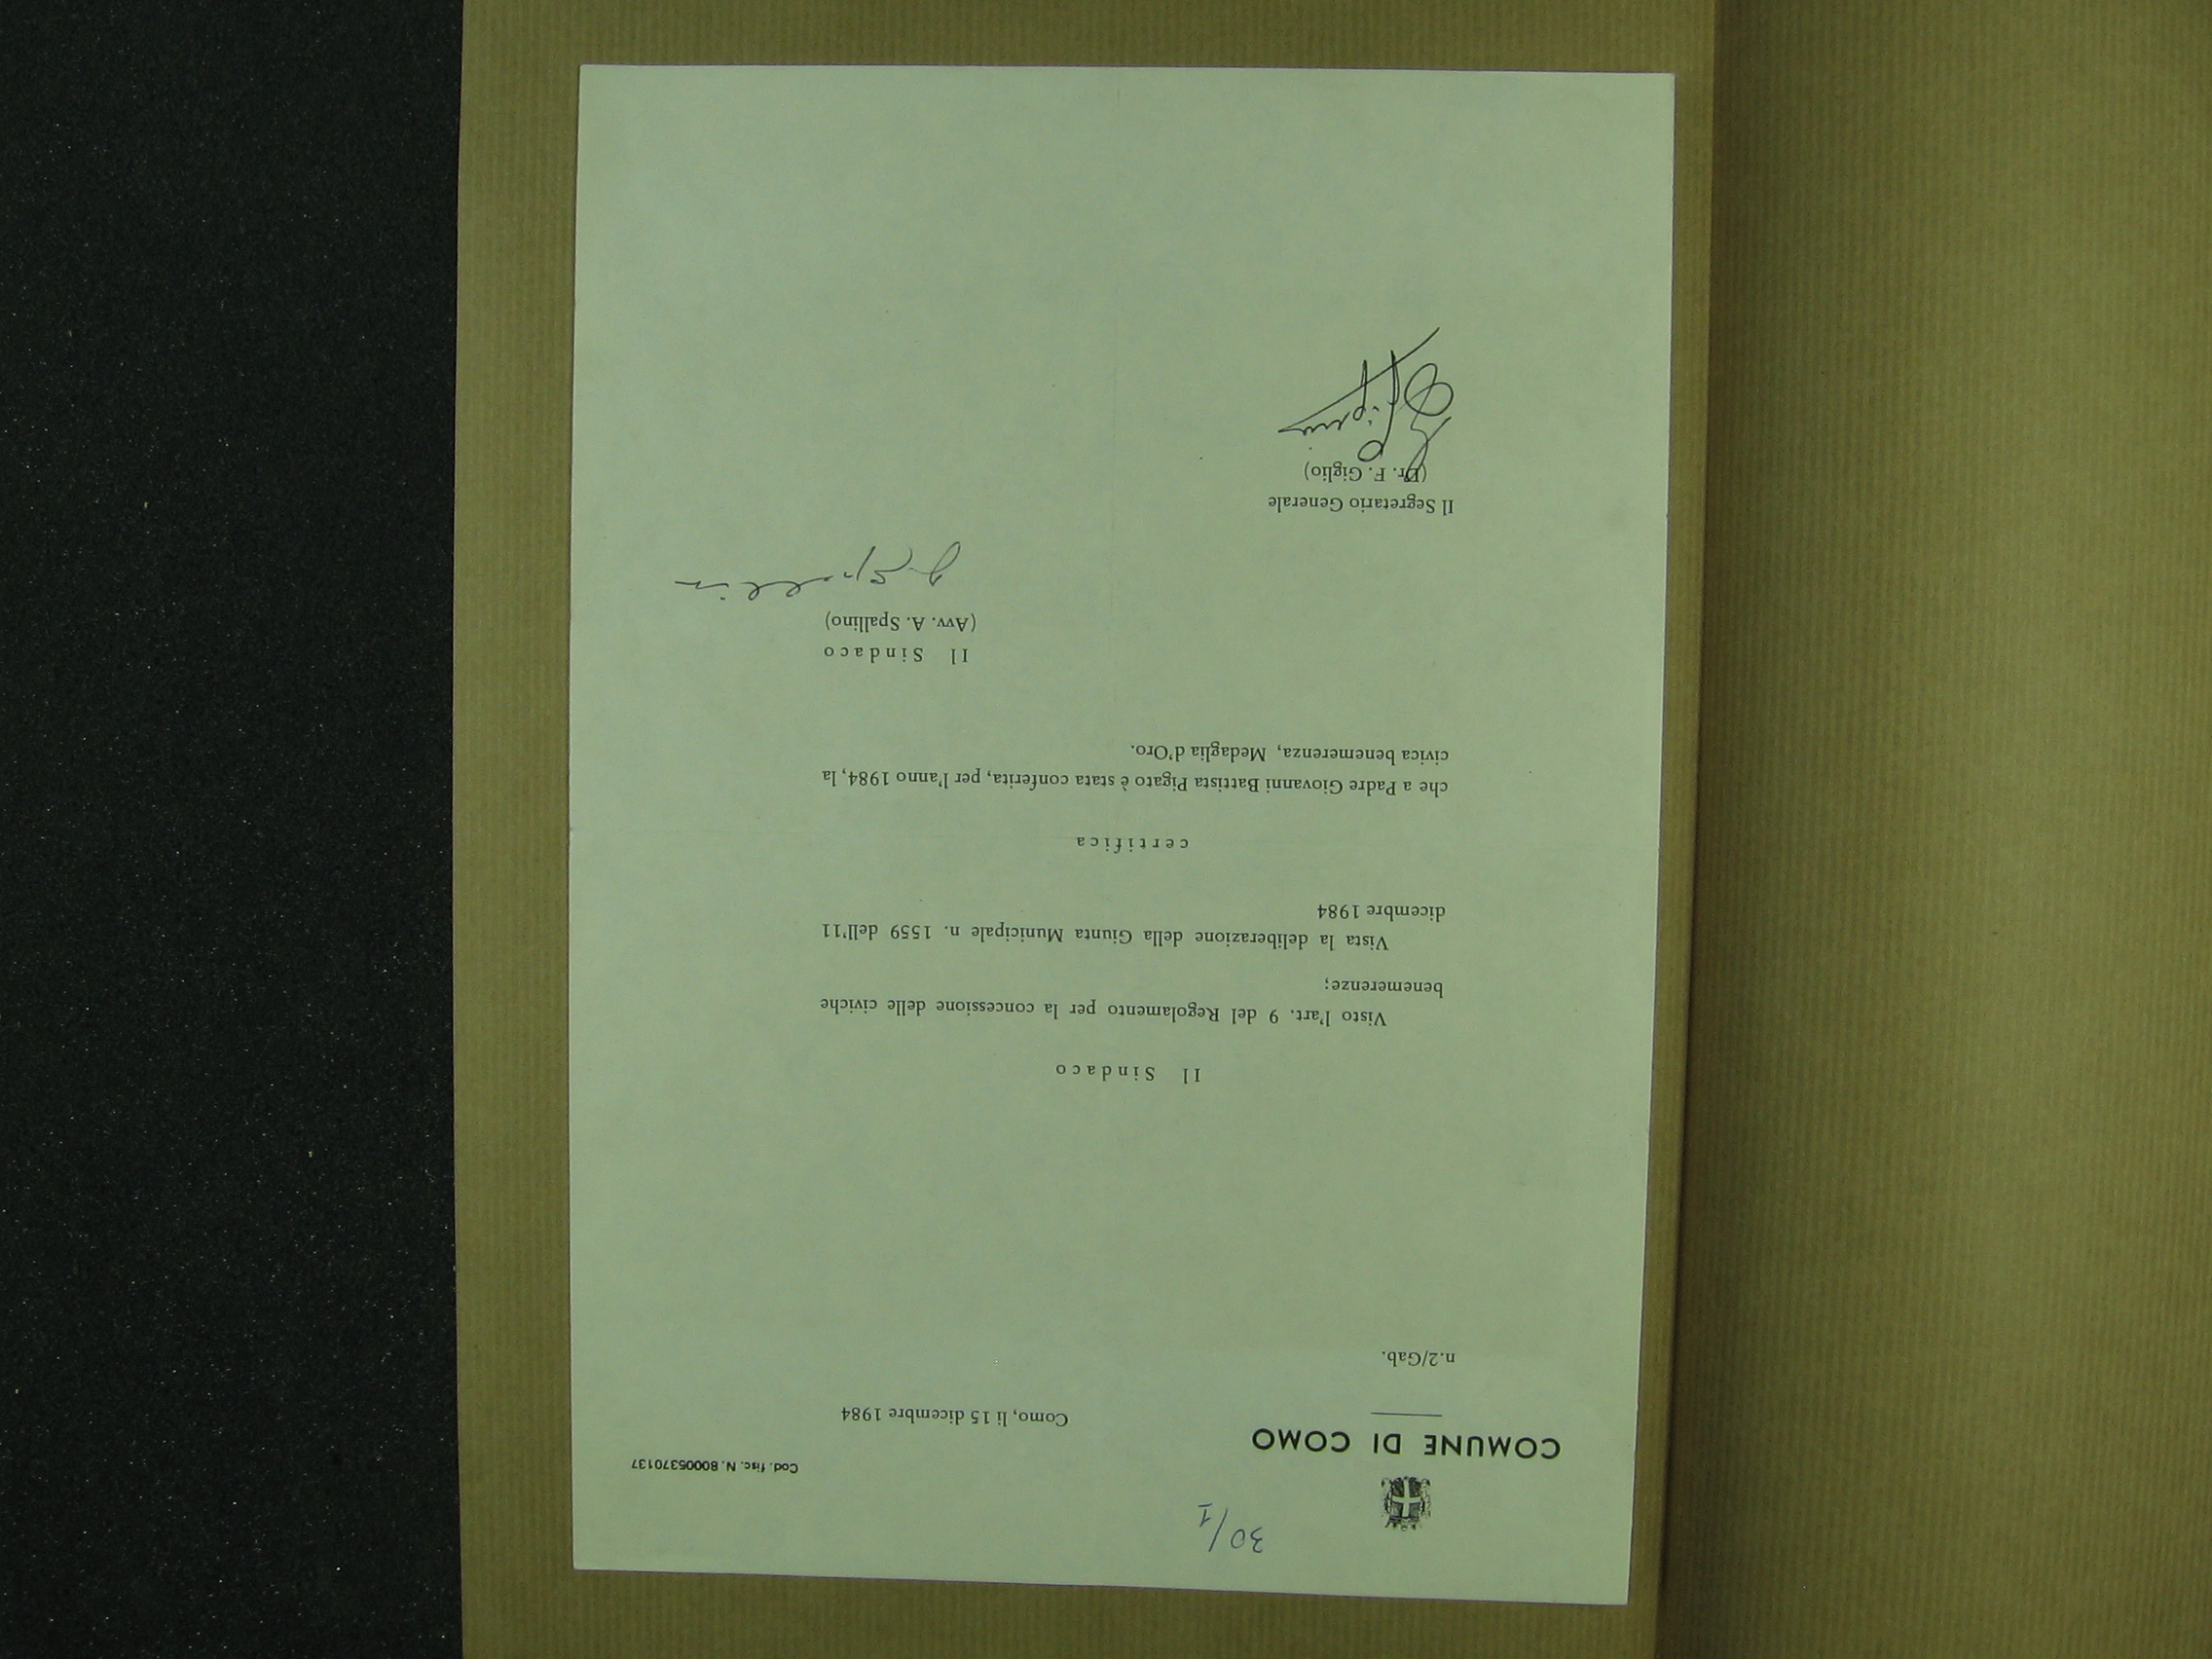 30/1
COMUNE DI COMO
Cod. fisc. N. 80005370137
Como, li 15 dicembre 1984
n.2/Gab.
Il Sindaco
Visto l'art. 9 del Regolamento per la concessione delle civiche
benemerenze;
Vista la deliberazione della Giunta Municipale n. 1559 dell'11
dicembre 1984
certifica
che a Padre Giovanni Battista Pigato è stata conferita, per l'anno 1984, la
civica benemerenza, Medaglia d'Oro.
Il Sindaco
(Avv. A. Spallino)
A. Spallino
Il Segretario Generale
(Dr. F. Giglio)